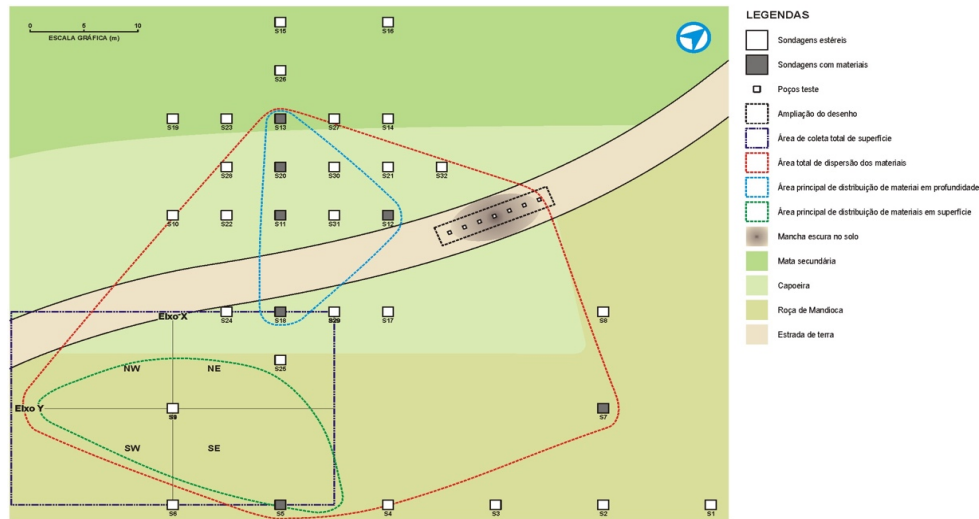 LEGENDAS
0 5 10
ESCALA GRÁFICA (m)
S15 S16
S26
S19 S23 S13 S27 S14
S28 S20 S30 S21 S32
S10 S22 S11 S31 S12
S24 S18 S29 S17 S8
Eixo X
S25
NW NE
Eixo Y
S9
S7
SW SE
S6 S5 S4 S3 S2 S1
Sondagens estéreis
Sondagens com materiais
Poços teste
Ampliação do desenho
Área de coleta total de superfície
Área total de dispersão dos materiais
Área principal de distribuição de materiei em profundidade
Área principal de distribuição de materiais em superfície
Mancha escura no solo
Mata secundária
Capoeira
Roça de Mandioca
Estrada de terra